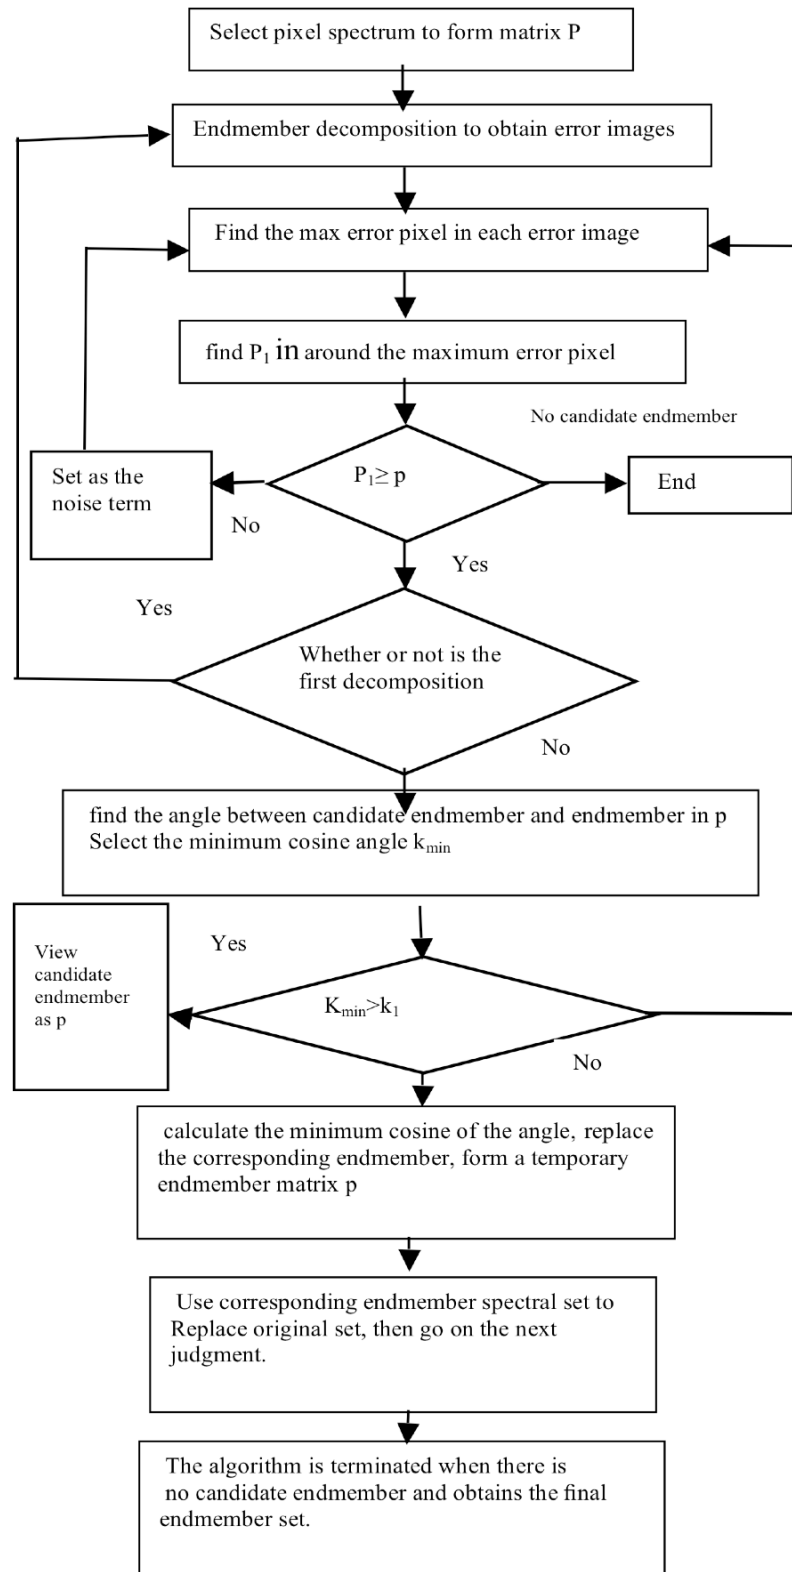 Select pixel spectrum to form matrix P
Endmember decomposition to obtain error images
Find the max error pixel in each error image
find P₁ in around the maximum error pixel
No candidate endmember
P₁≥ p
Set as the
noise term
End
No
Yes
Yes
Whether or not is the
first decomposition
No
find the angle between candidate endmember and endmember in p
Select the minimum cosine angle kmin
Yes
View
candidate
endmember
as p
Kmin>k₁
No
calculate the minimum cosine of the angle, replace
the corresponding endmember, form a temporary
endmember matrix p
Use corresponding endmember spectral set to
Replace original set, then go on the next
judgment.
The algorithm is terminated when there is
no candidate endmember and obtains the final
endmember set.